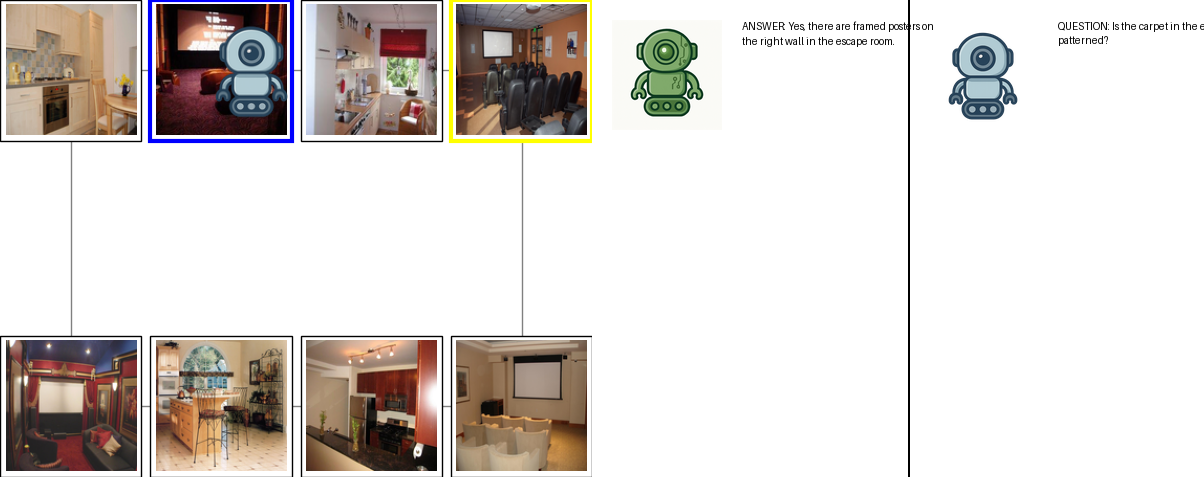 ANSWER: Yes, there are framed posters on
the right wall in the escape room.
QUESTION: Is the carpet in the e
patterned?